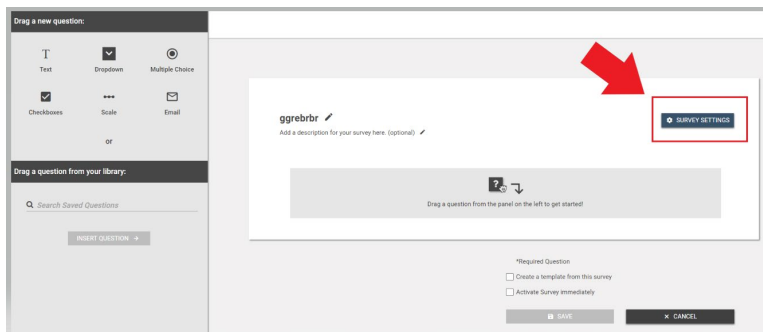 Drag a new question:
Text
Dropdown
Multiple Choice
Checkboxes
Scale
Email
or
Drag a question from your library:
Search Saved Questions
INSERT QUESTION +
ggrebrbr
Add a description for your survey here. (optional)
SURVEY SETTINGS
?
Drag a question from the panel on the left to get started!
*Required Question
Create a template from this survey
Activate Survey immediately
SAVE
× CANCEL